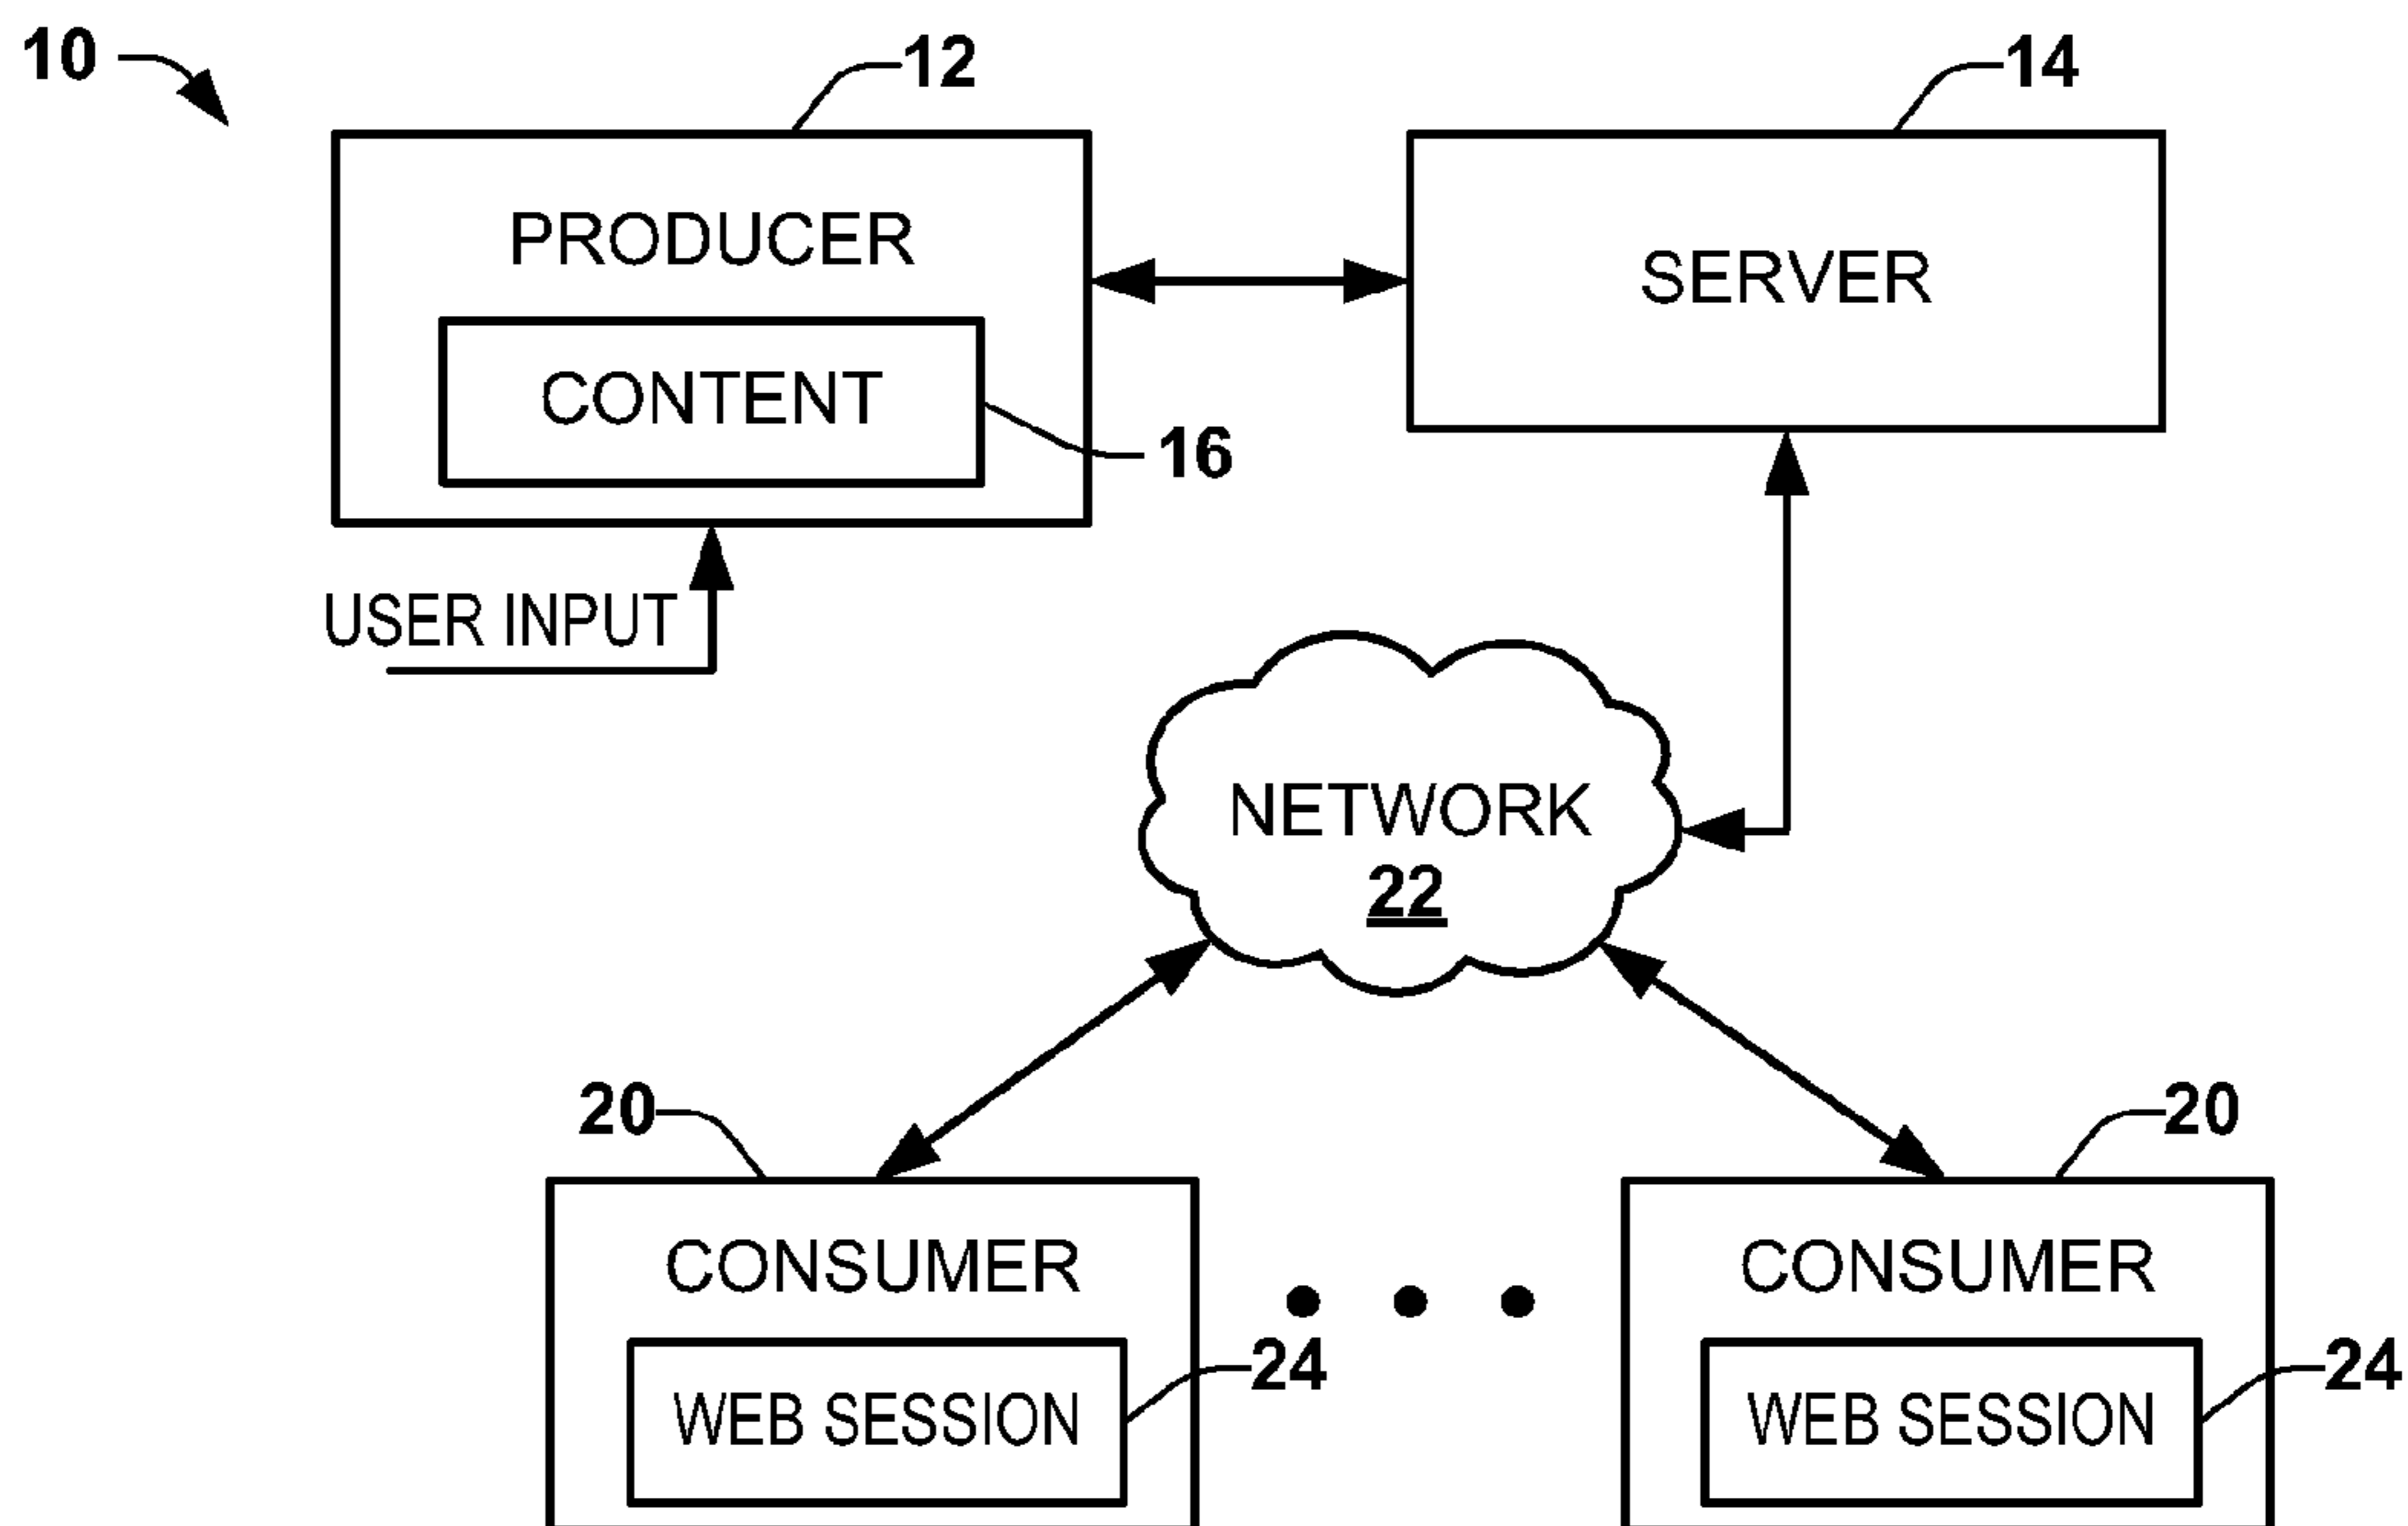 10
12
14
PRODUCER
SERVER
CONTENT
16
USER INPUT
NETWORK
22
20
20
CONSUMER
CONSUMER
24
24
WEB SESSION
WEB SESSION